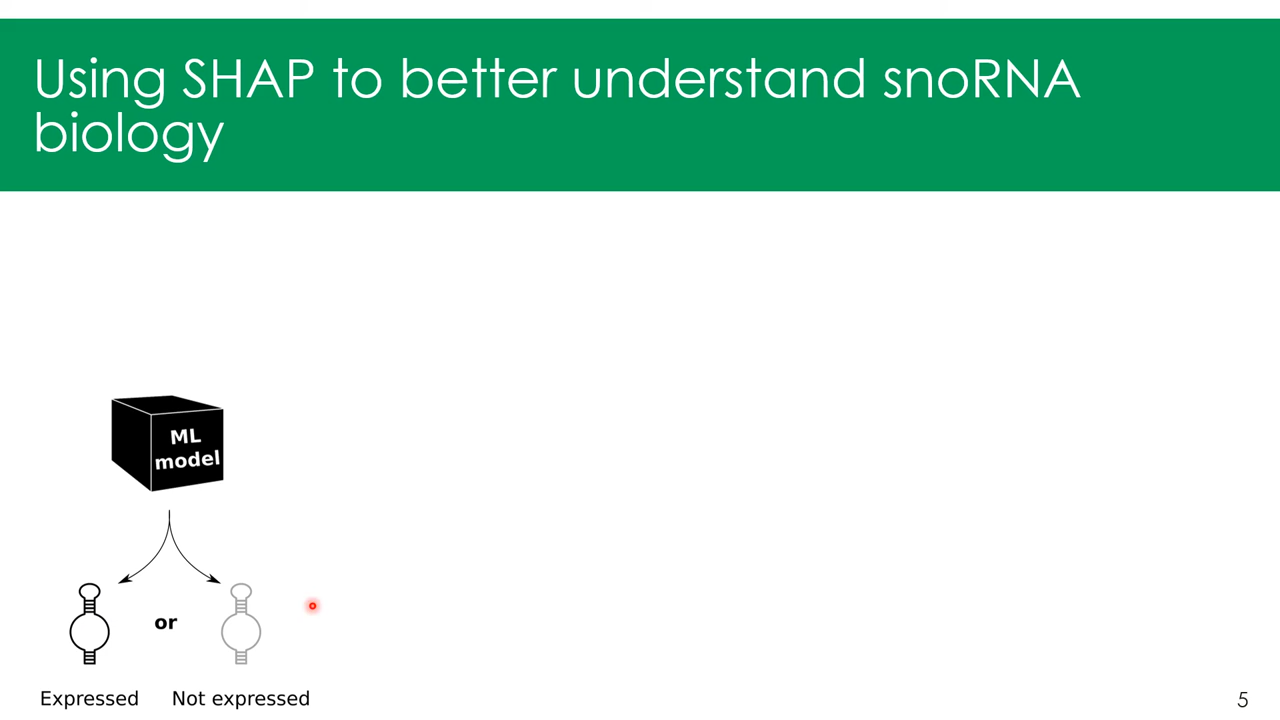 Using SHAP to better understand snoRNA
biology
ML
model
or
Expressed Not expressed
5